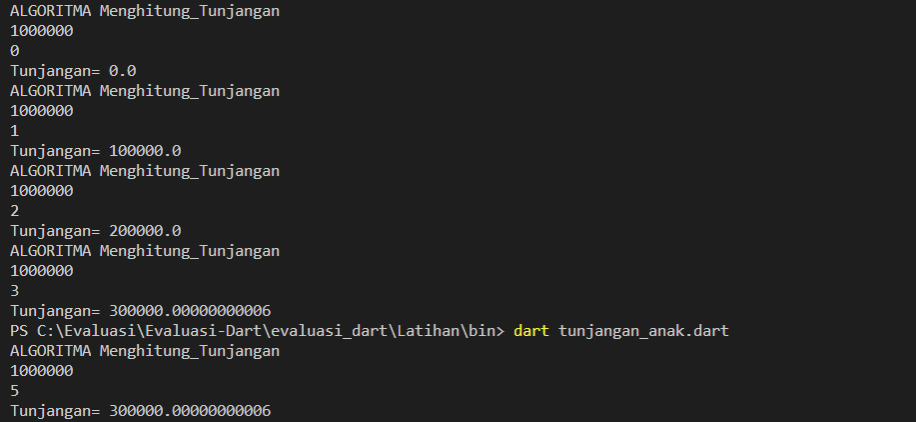 ALGORITMA Menghitung_Tunjangan
1000000
0
Tunjangan= 0.0
ALGORITMA Menghitung_Tunjangan
1000000
1
Tunjangan= 100000.0
ALGORITMA Menghitung_Tunjangan
1000000
2
Tunjangan= 200000.0
ALGORITMA Menghitung_Tunjangan
1000000
3
Tunjangan= 300000.00000000006
PS C:\Evaluasi\Evaluasi-Dart\evaluasi_dart\Latihan\bin> dart tunjangan_anak.dart
ALGORITMA Menghitung_Tunjangan
1000000
5
Tunjangan= 300000.00000000006